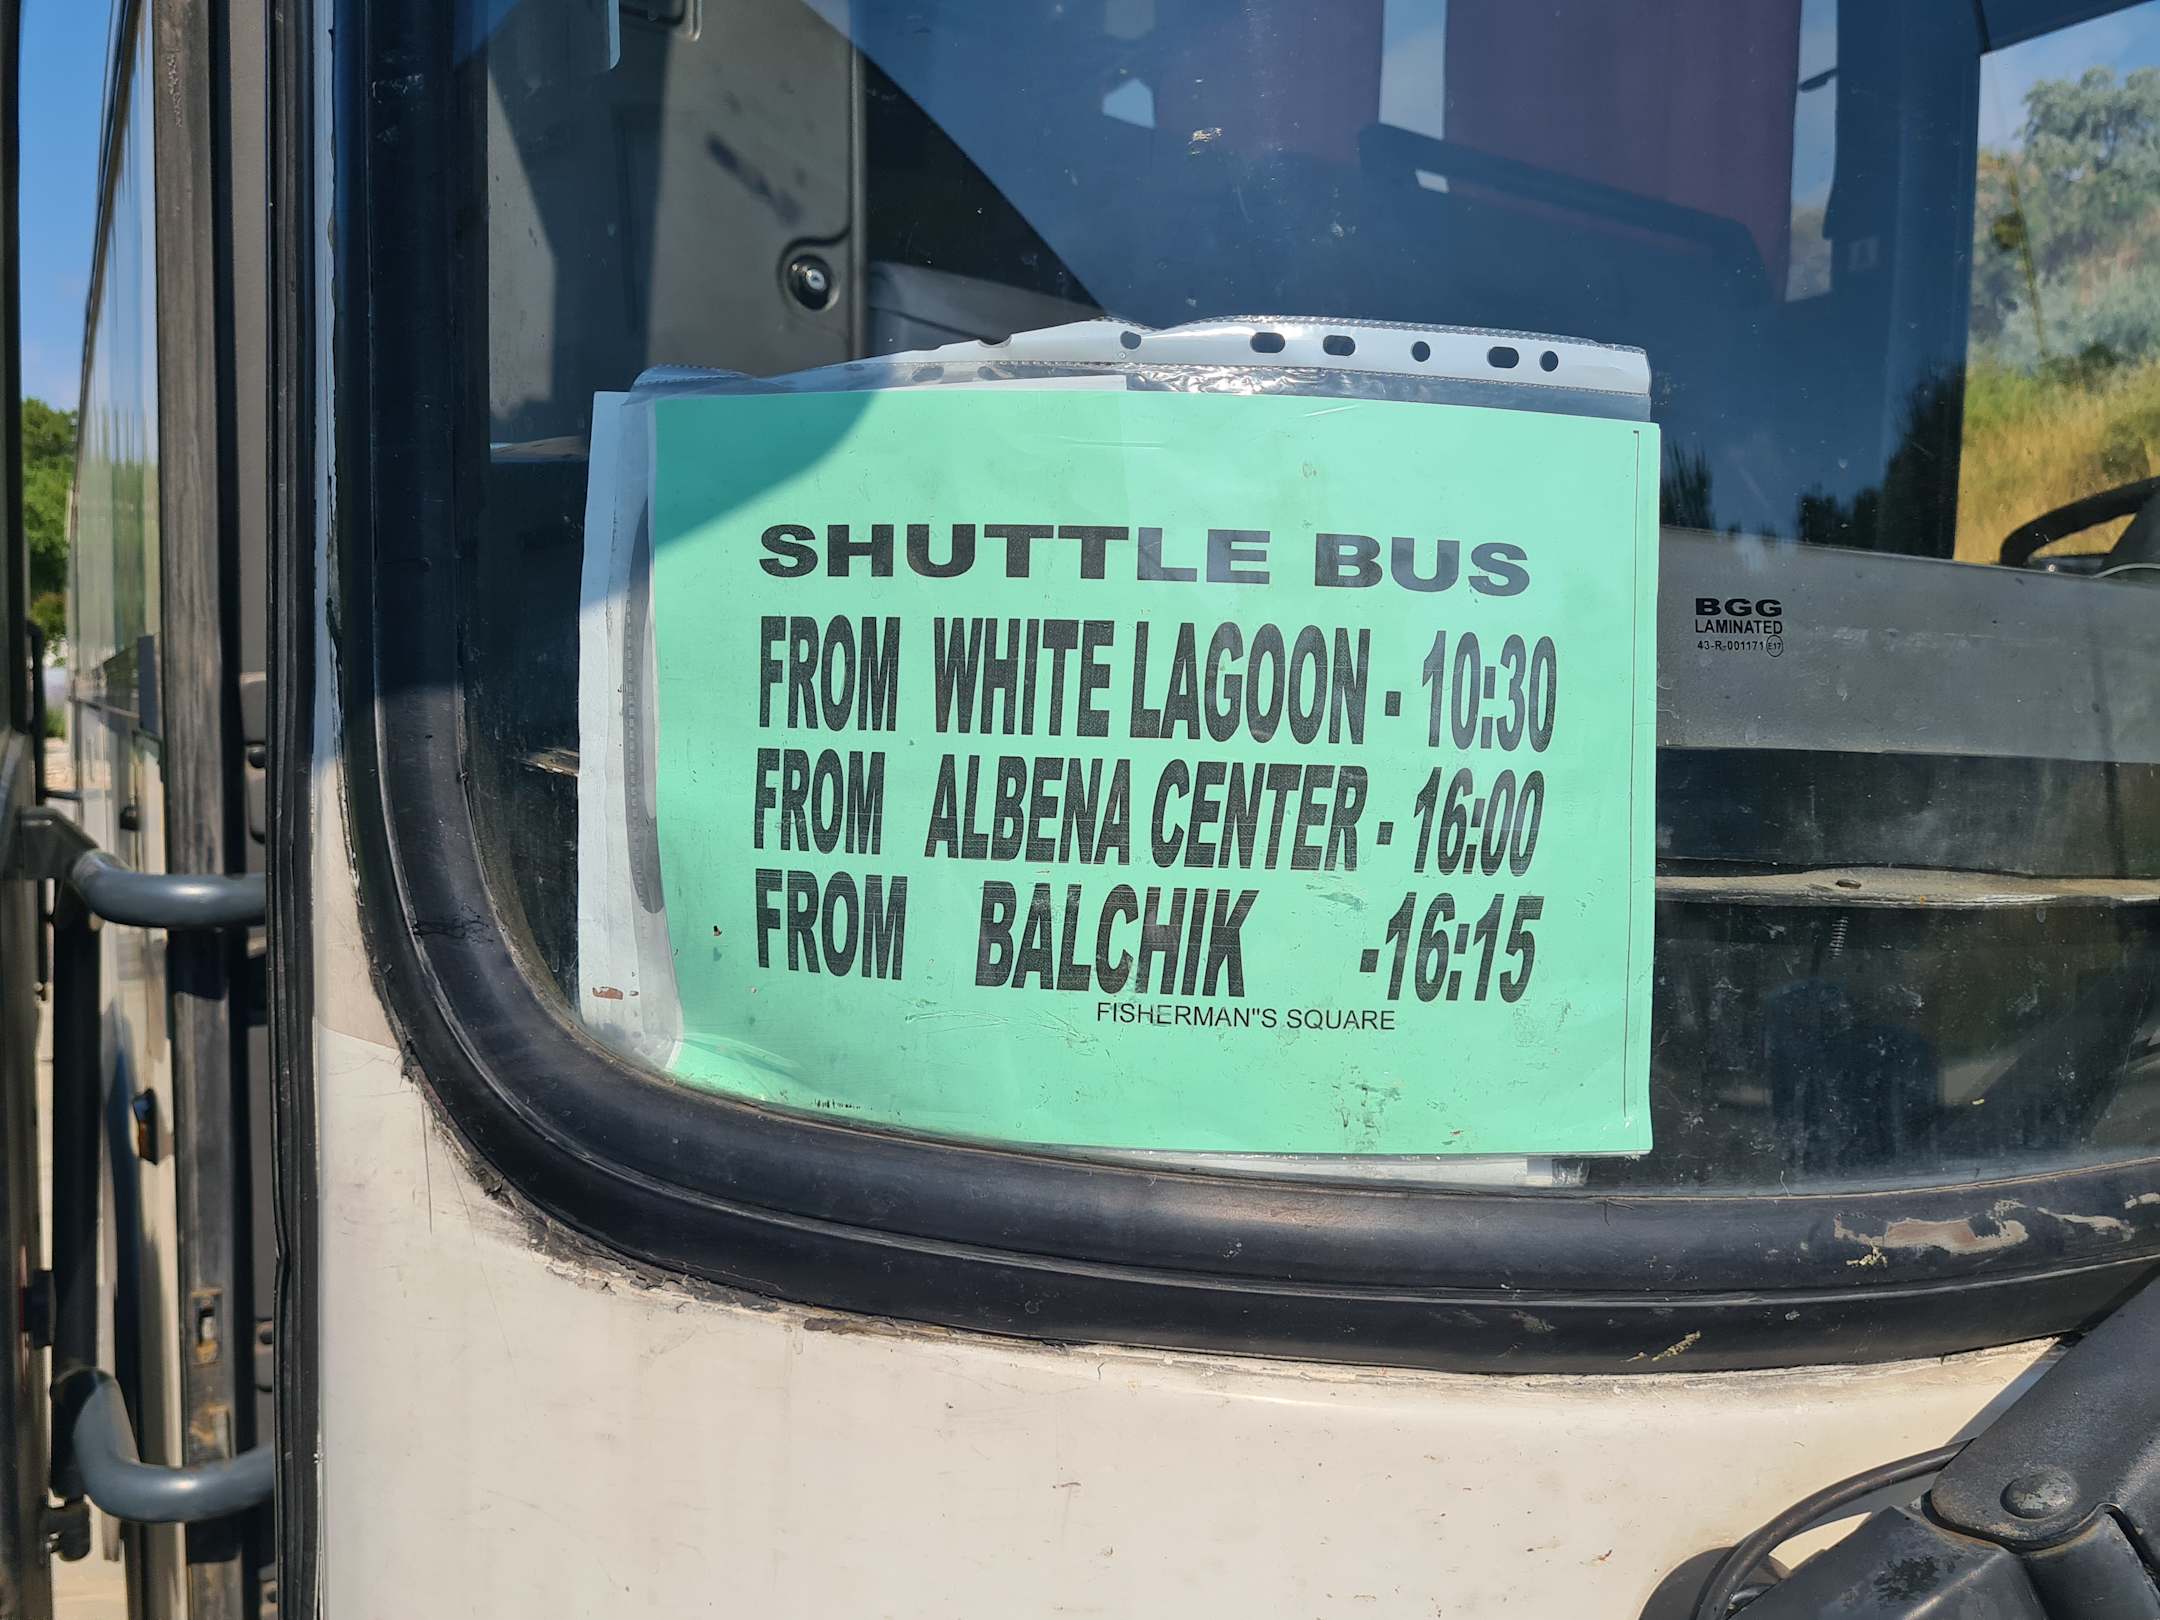 SHUTTLE BUS
FROM WHITE LAGOON - 10:30
FROM ALBENA CENTER - 16:00
FROM BALCHIK -16:15
FISHERMAN"S SQUARE
BGG
LAMINATED
43-R-001171 E17